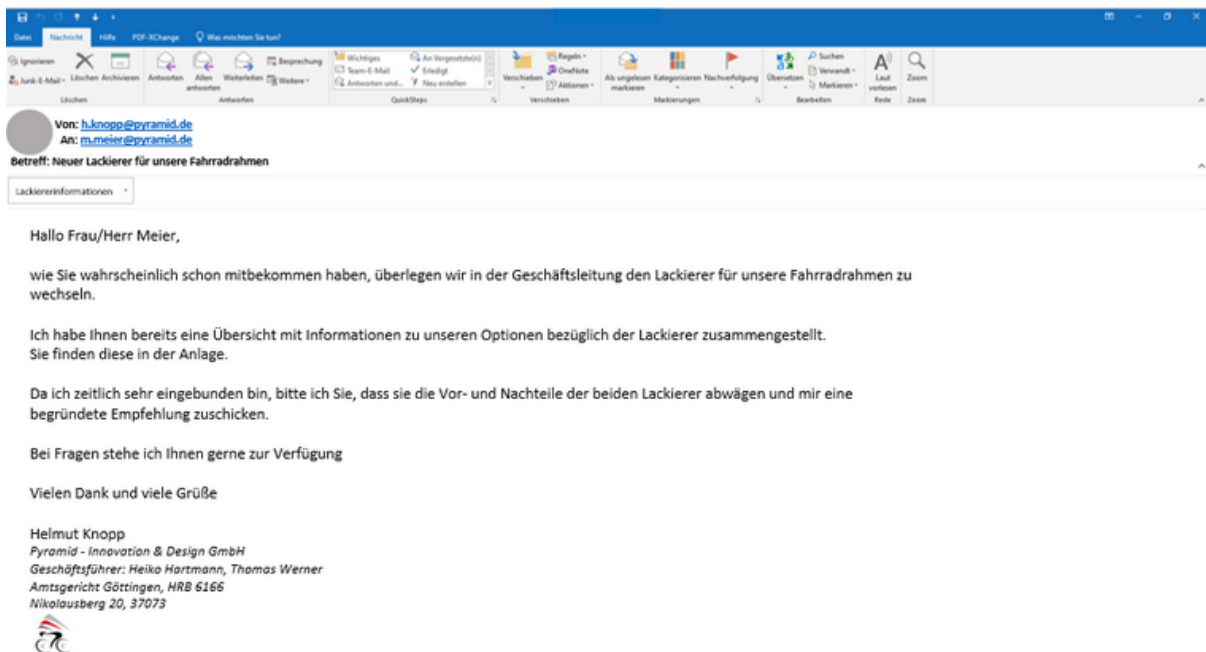 Datei Nachricht Hilfe PDF-XChange Was möchten Sie tun?
Ignorieren
Junk-E-Mail Löschen Archivieren
Antworten Allen antworten Weiterleiten Besprechung
Weitere
Wichtiges An Vorgesetzte(n)
Team-E-Mail Erledigt
Antworten und... Neu erstellen
Verschieben Regeln
OneNote
Aktionen
Als ungelesen markieren Kategorisieren Nachverfolgung
Übersetzen Suchen
Verwandt
Markieren
Laut vorlesen Zoom
Löschen Antworten QuickSteps Verschieben Markierungen Bearbeiten Rede Zoom
Von: h.knopp@pyramid.de
An: m.meier@pyramid.de
Betreff: Neuer Lackierer für unsere Fahrradrahmen
Lackiererinformationen
Hallo Frau/Herr Meier,
wie Sie wahrscheinlich schon mitbekommen haben, überlegen wir in der Geschäftsleitung den Lackierer für unsere Fahrradrahmen zu
wechseln.
Ich habe Ihnen bereits eine Übersicht mit Informationen zu unseren Optionen bezüglich der Lackierer zusammengestellt.
Sie finden diese in der Anlage.
Da ich zeitlich sehr eingebunden bin, bitte ich Sie, dass sie die Vor- und Nachteile der beiden Lackierer abwägen und mir eine
begründete Empfehlung zuschicken.
Bei Fragen stehe ich Ihnen gerne zur Verfügung
Vielen Dank und viele Grüße
Helmut Knopp
Pyramid - Innovation & Design GmbH
Geschäftsführer: Heiko Hartmann, Thomas Werner
Amtsgericht Göttingen, HRB 6166
Nikolausberg 20, 37073